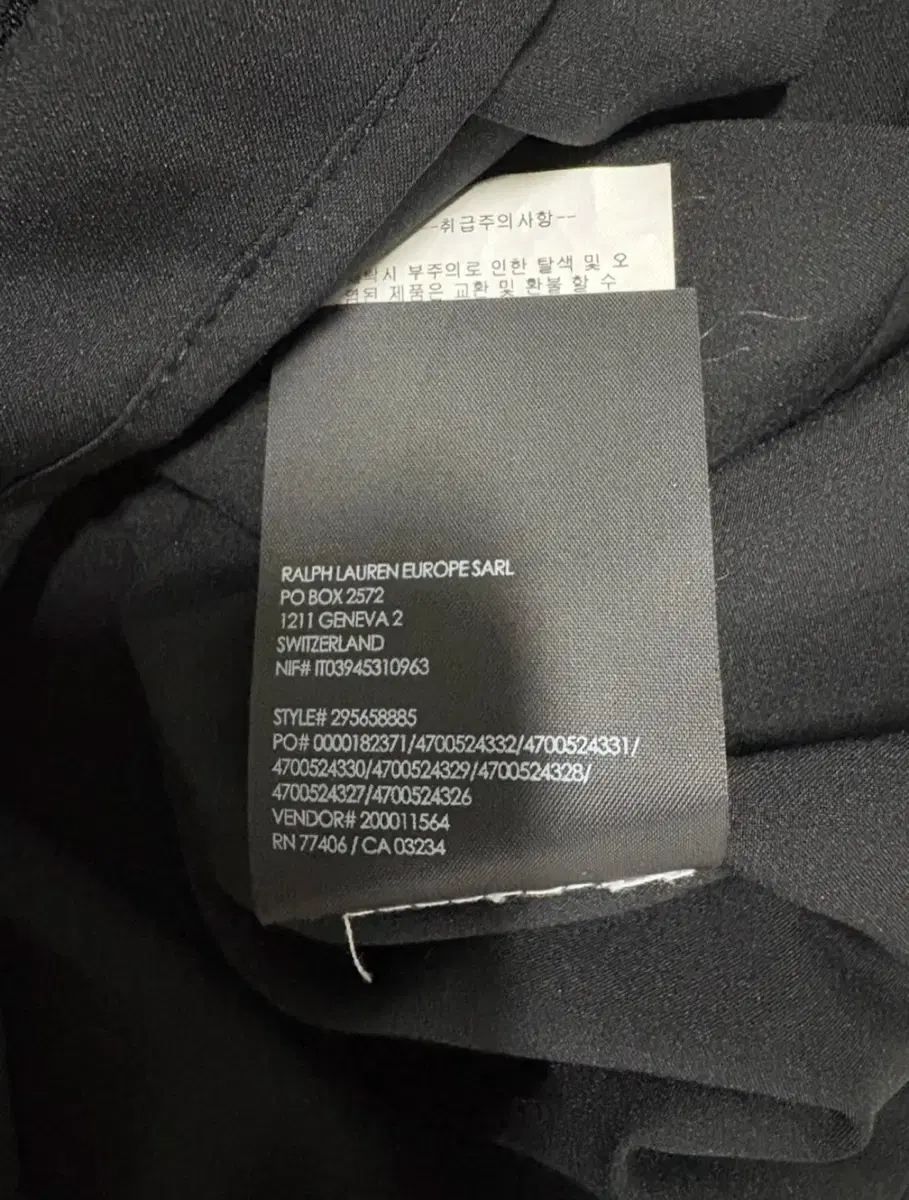 --취급주의사항--
부주의로 인한 탈색 및 오
제품은 교환 및 환불 할 수
RALPH LAUREN EUROPE SARL
PO BOX 2572
1211 GENEVA 2
SWITZERLAND
NIF# IT03945310963
STYLE# 295658885
PO# 0000182371/4700524332/4700524331/
4700524330/4700524329/4700524328/
4700524327/4700524326
VENDOR# 200011564
RN 77406 / CA 03234